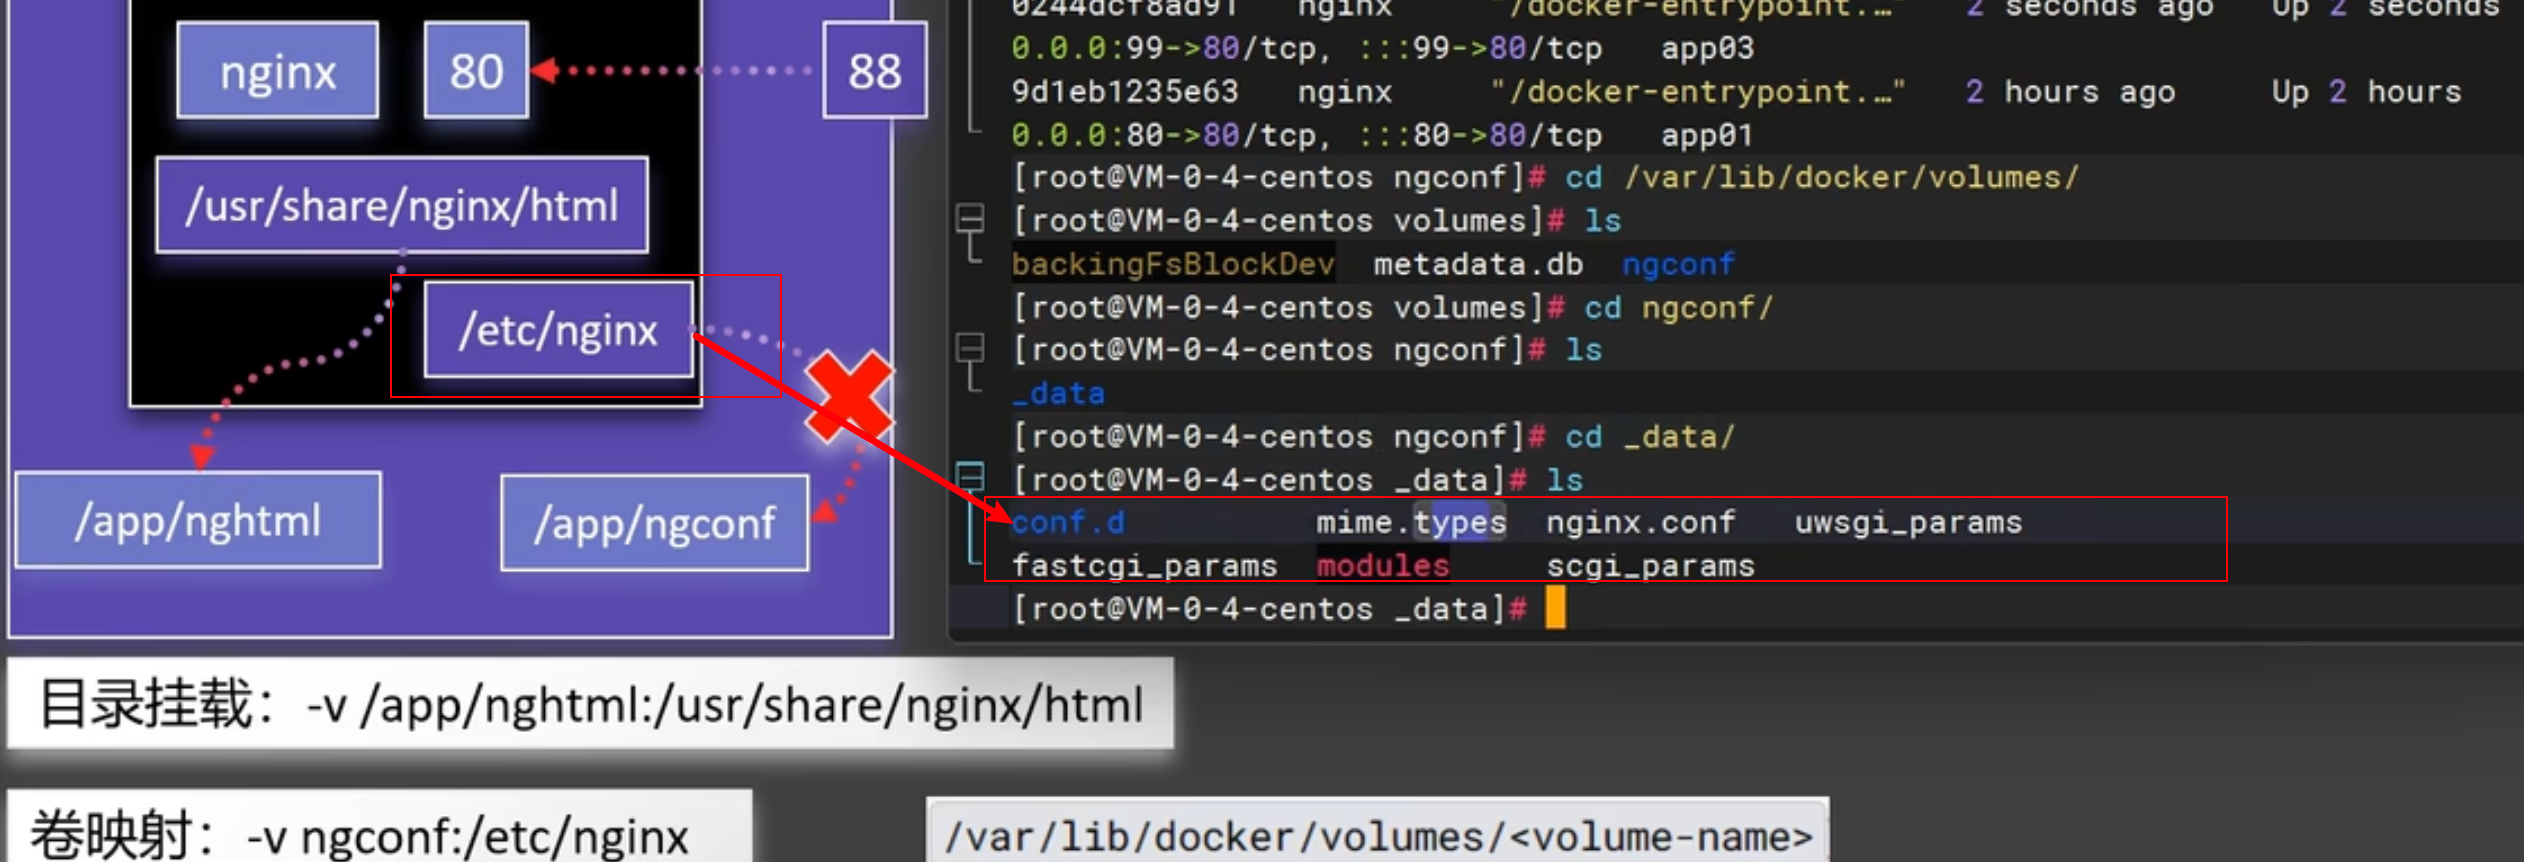 nginx
80
88
/usr/share/nginx/html
/etc/nginx
/app/nghtml
/app/ngconf
0244dcf8ad91 nginx "/docker-entrypoint.…" 2 seconds ago Up 2 seconds
0.0.0:99->80/tcp, :::99->80/tcp app03
9d1eb1235e63 nginx "/docker-entrypoint.…" 2 hours ago Up 2 hours
0.0.0:80->80/tcp, :::80->80/tcp app01
[root@VM-0-4-centos ngconf]# cd /var/lib/docker/volumes/
[root@VM-0-4-centos volumes]# ls
backingFsBlockDev metadata.db ngconf
[root@VM-0-4-centos volumes]# cd ngconf/
[root@VM-0-4-centos ngconf]# ls
_data
[root@VM-0-4-centos ngconf]# cd _data/
[root@VM-0-4-centos _data]# ls
conf.d mime.types nginx.conf uwsgi_params
fastcgi_params modules scgi_params
[root@VM-0-4-centos _data]#
目录挂载：-v /app/nghtml:/usr/share/nginx/html
卷映射：-v ngconf:/etc/nginx
/var/lib/docker/volumes/<volume-name>